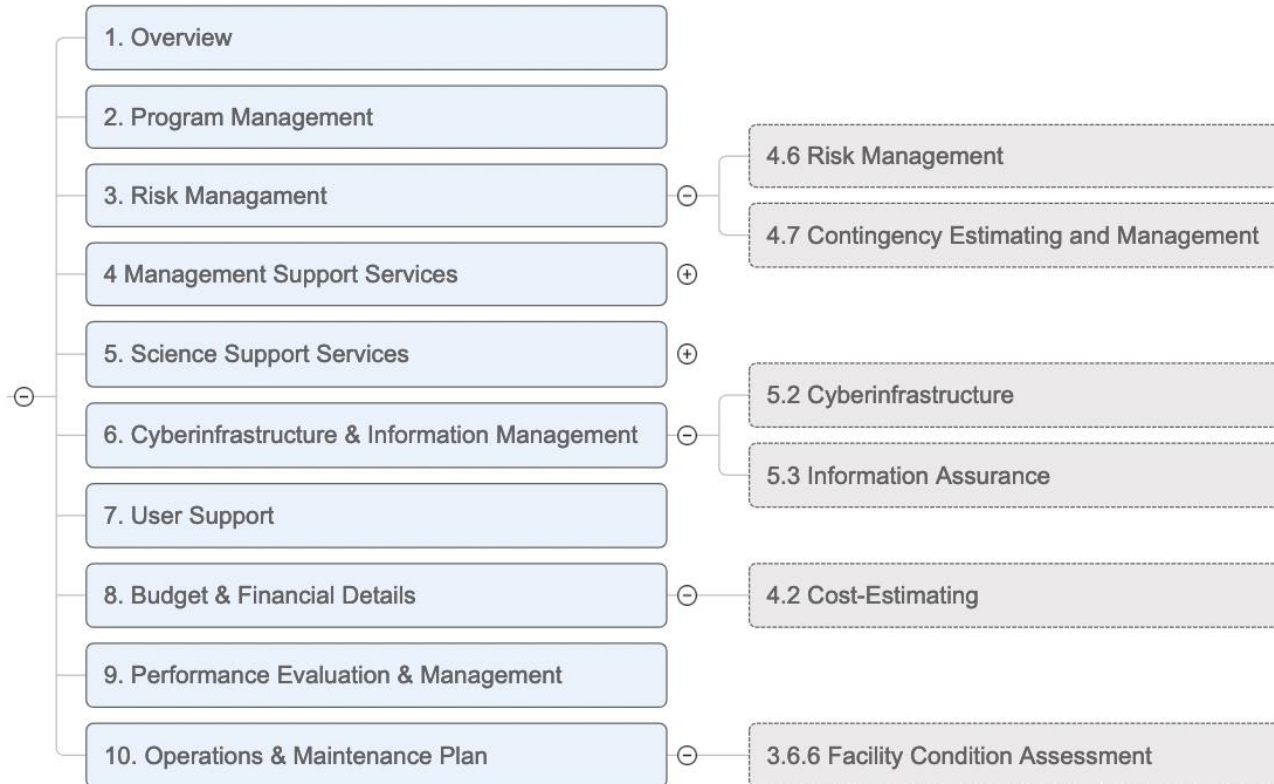 1. Overview
2. Program Management
3. Risk Managament
4.6 Risk Management
4.7 Contingency Estimating and Management
4 Management Support Services
5. Science Support Services
6. Cyberinfrastructure & Information Management
5.2 Cyberinfrastructure
5.3 Information Assurance
7. User Support
8. Budget & Financial Details
4.2 Cost-Estimating
9. Performance Evaluation & Management
10. Operations & Maintenance Plan
3.6.6 Facility Condition Assessment